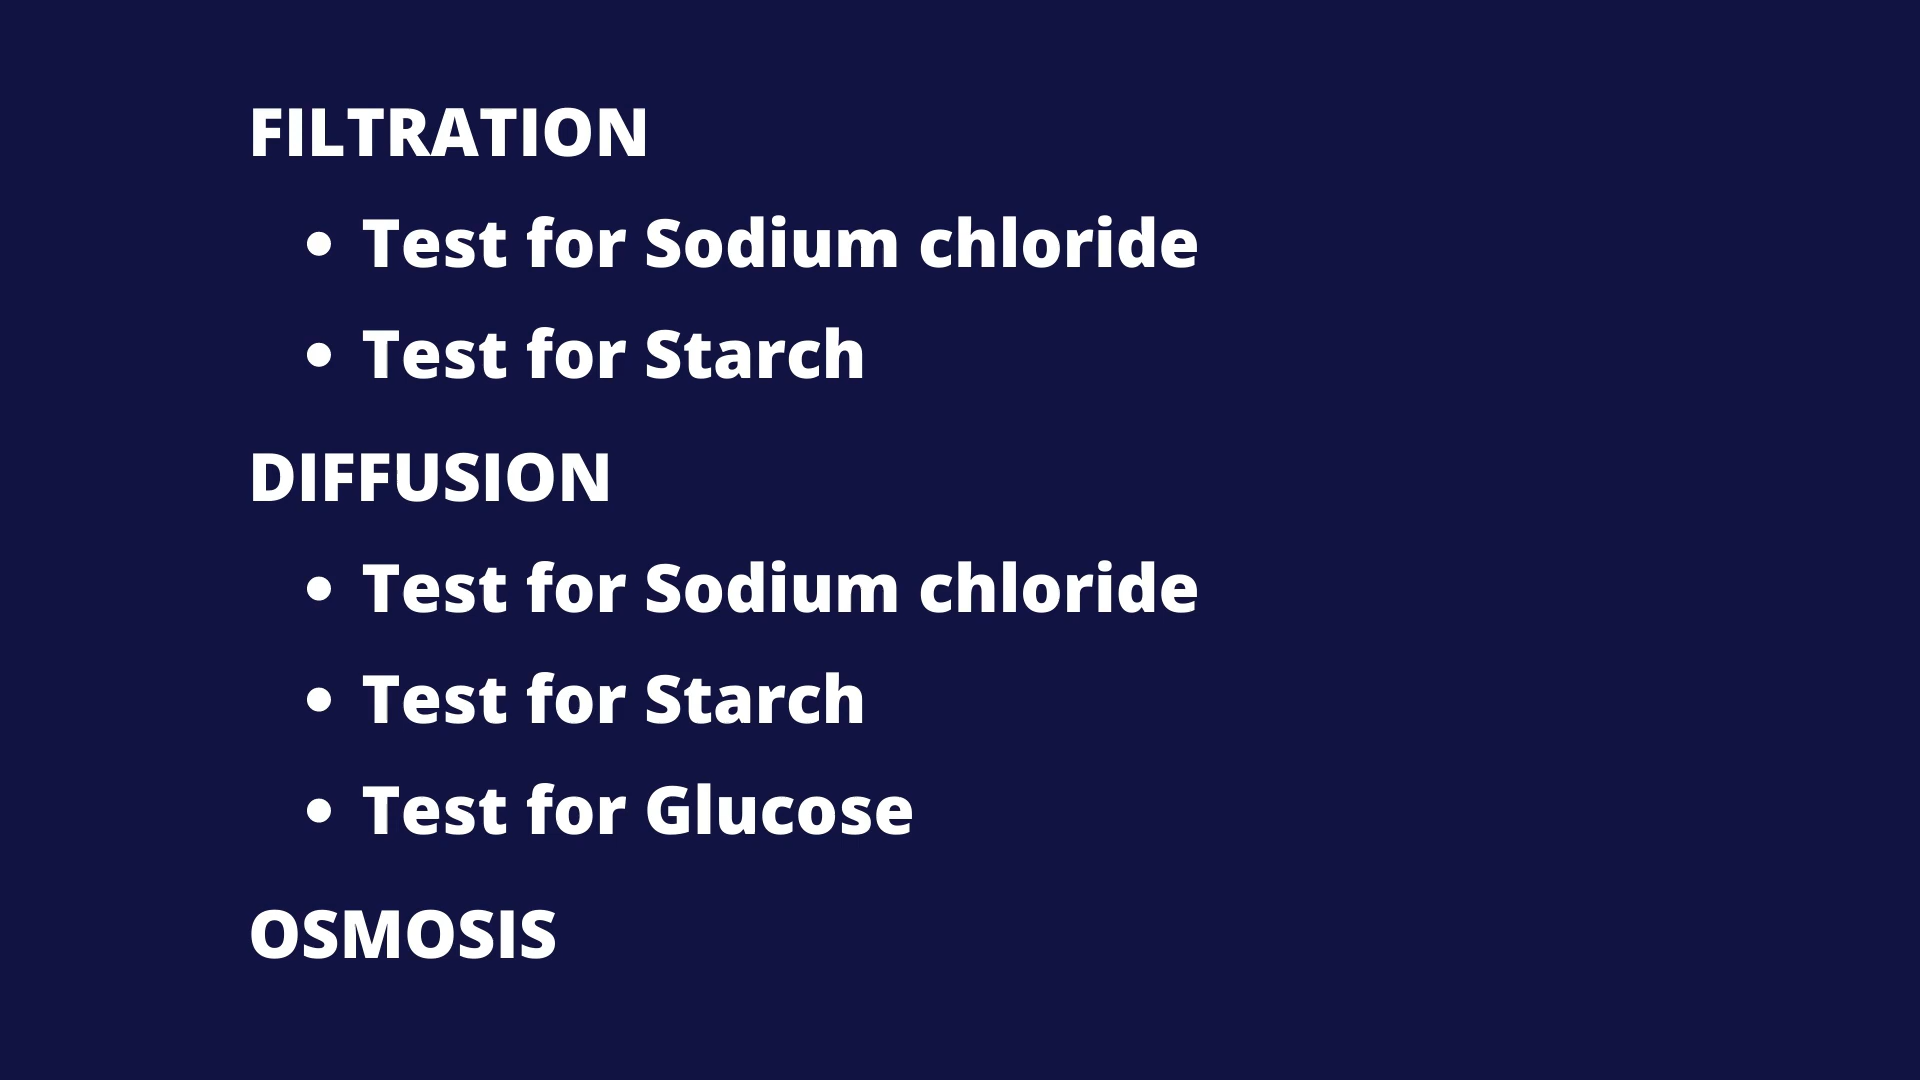 FILTRATION
• Test for Sodium chloride
• Test for Starch
DIFFUSION
• Test for Sodium chloride
• Test for Starch
• Test for Glucose
OSMOSIS